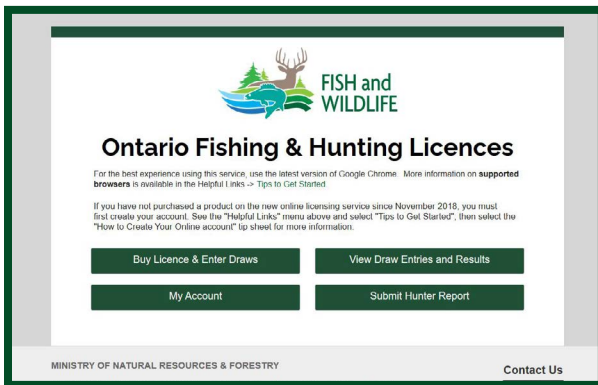 FISH and
WILDLIFE
Ontario Fishing & Hunting Licences
For the best experience using this service, use the latest version of Google Chrome. More information on supported
browsers is available in the Helpful Links -> Tips to Get Started
If you have not purchased a product on the new online licensing service since November 2018, you must
first create your account. See the "Helpful Links" menu above and select "Tips to Get Started", then select the
"How to Create Your Online account" tip sheet for more information.
Buy Licence & Enter Draws
View Draw Entries and Results
My Account
Submit Hunter Report
MINISTRY OF NATURAL RESOURCES & FORESTRY
Contact Us